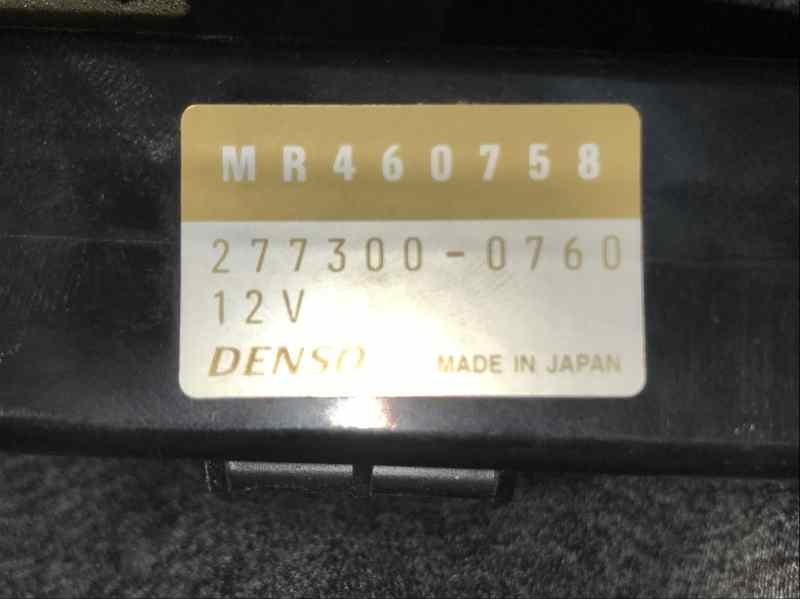 MR460758
277300-0760
12V
DENSO MADE IN JAPAN